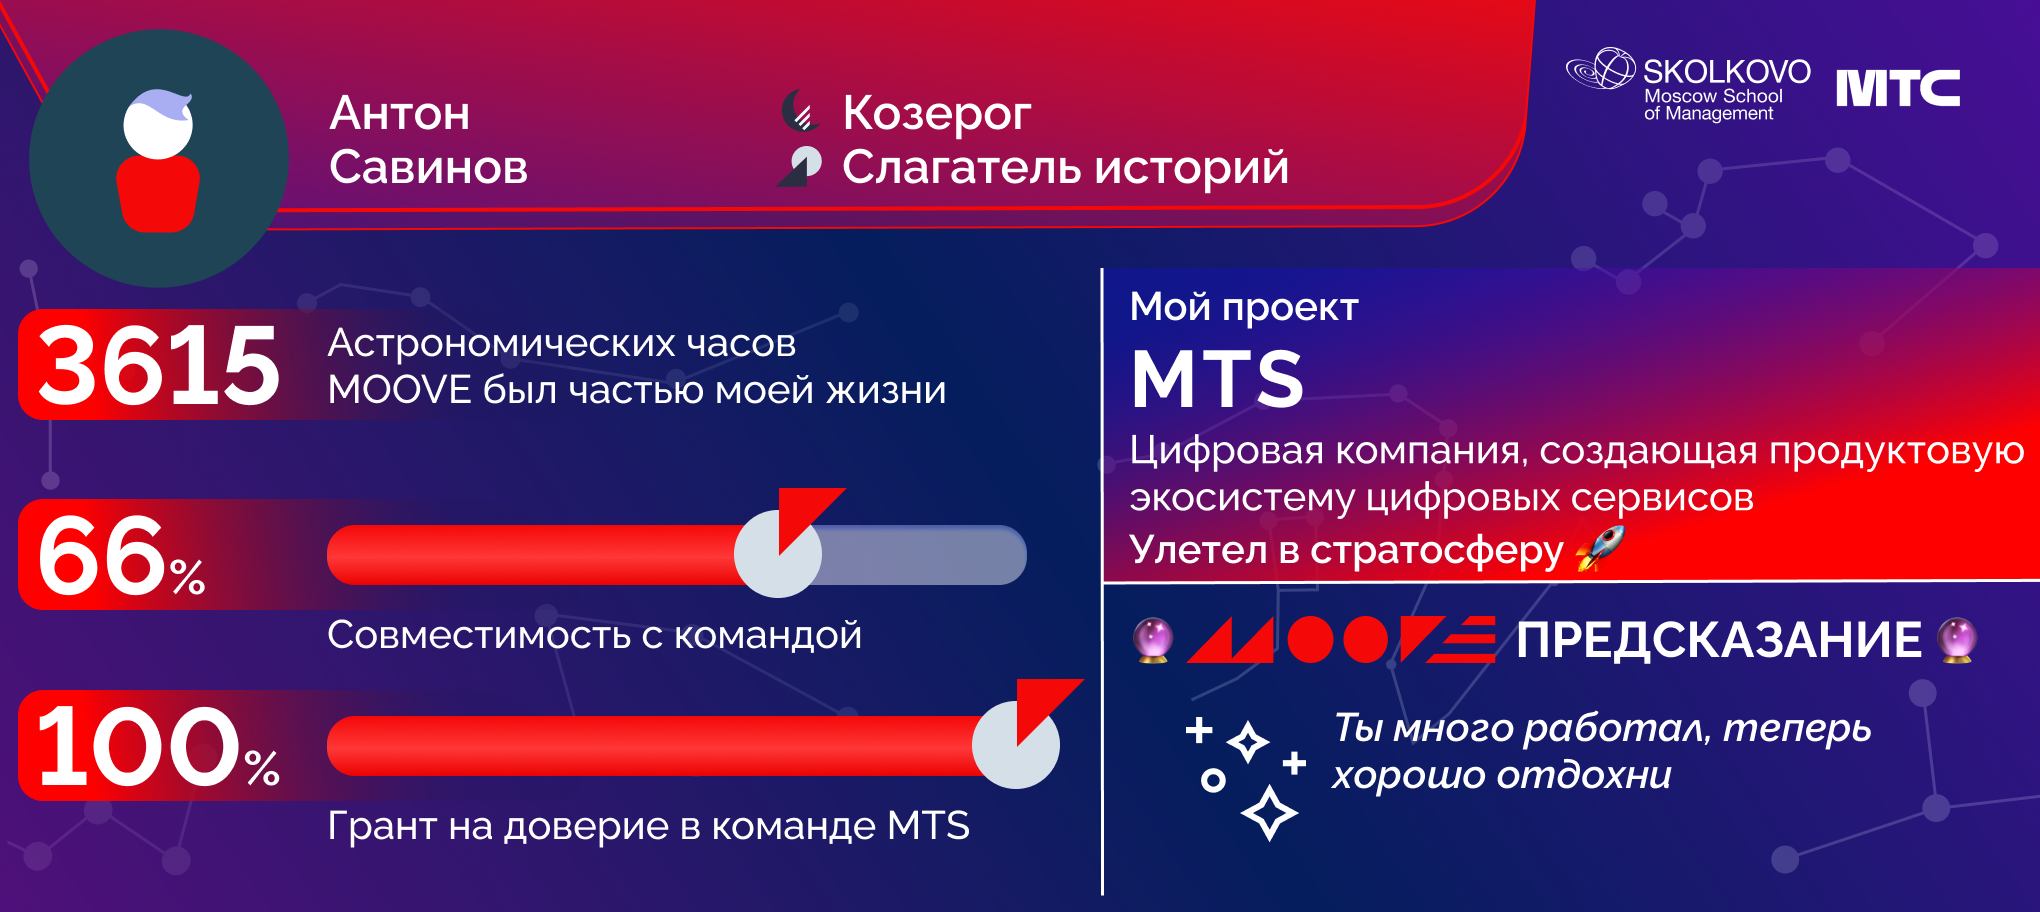 Антон
Савинов
Козерог
Слагатель историй
SKOLKOVO
Moscow School
of Management
МТС
3615
Астрономических часов
MOOVE был частью моей жизни
66%
Совместимость с командой
100%
Грант на доверие в команде MTS
Мой проект
MTS
Цифровая компания, создающая продуктовую
экосистему цифровых сервисов
Улетел в стратосферу 🚀
🔮 MOOVE ПРЕДСКАЗАНИЕ 🔮
Ты много работал, теперь
хорошо отдохни